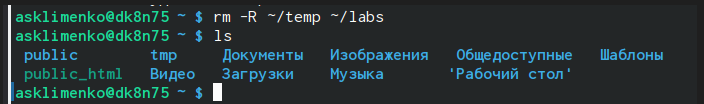 asklimenko@dk8n75 ~ $ rm -R ~/temp ~/labs
asklimenko@dk8n75 ~ $ ls
public tmp Документы Изображения Общедоступные Шаблоны
public_html Видео Загрузки Музыка 'Рабочий стол'
asklimenko@dk8n75 ~ $